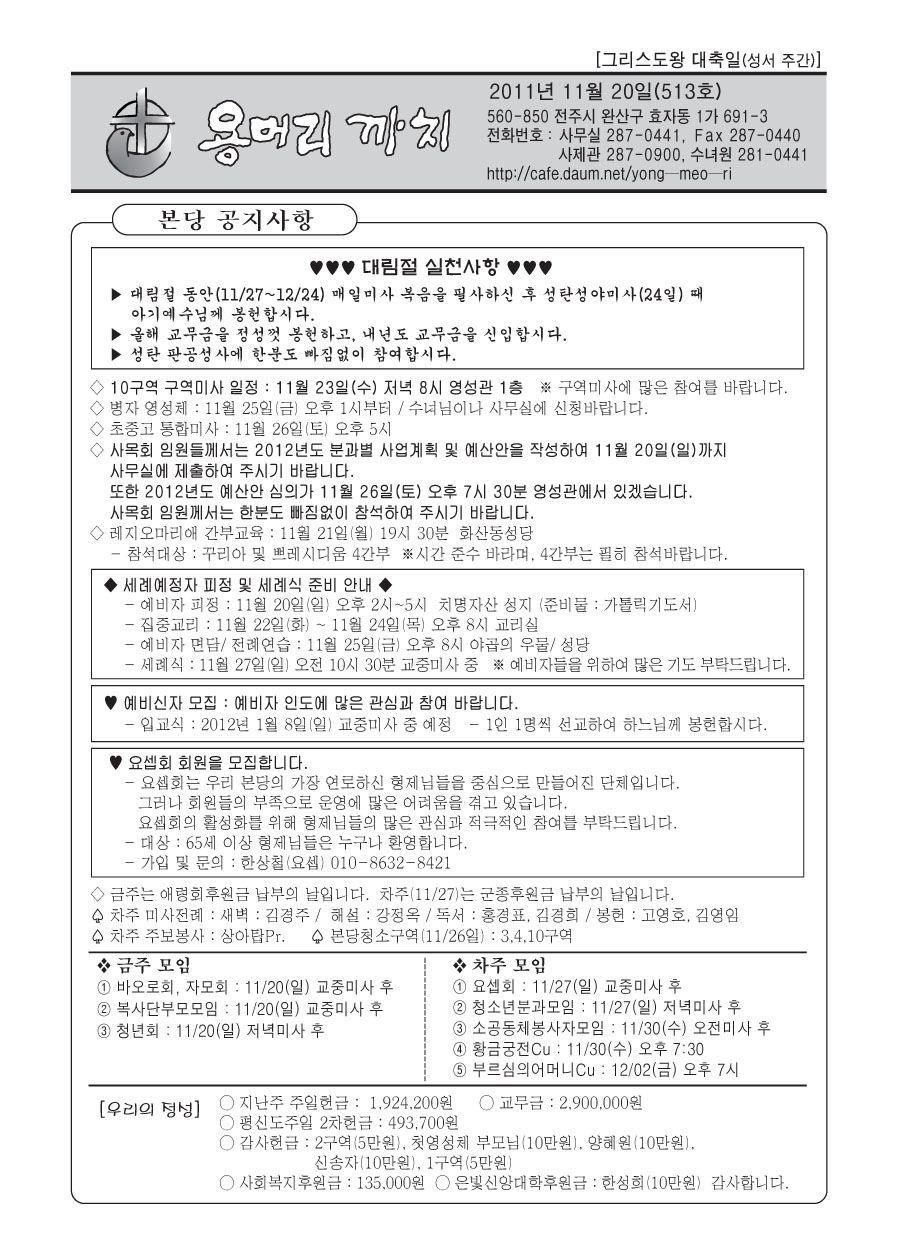 [그리스도왕 대축일(성서 주간)]
용머리 까치
2011년 11월 20일(513호)
560-850 전주시 완산구 효자동 1가 691-3
전화번호 : 사무실 287-0441, Fax 287-0440
사제관 287-0900, 수녀원 281-0441
http://cafe.daum.net/yong—meo—ri
본당 공지사항
♥♥♥ 대림절 실천사항 ♥♥♥
▶ 대림절 동안(11/27~12/24) 매일미사 복음을 필사하신 후 성탄성야미사(24일) 때
아기예수님께 봉헌합시다.
▶ 올해 교무금을 정성껏 봉헌하고, 내년도 교무금을 신입합시다.
▶ 성탄 판공성사에 한분도 빠짐없이 참여합시다.
◇ 10구역 구역미사 일정 : 11월 23일(수) 저녁 8시 영성관 1층 ※ 구역미사에 많은 참여를 바랍니다.
◇ 병자 영성체 : 11월 25일(금) 오후 1시부터 / 수녀님이나 사무실에 신청바랍니다.
◇ 초중고 통합미사 : 11월 26일(토) 오후 5시
◇ 사목회 임원들께서는 2012년도 분과별 사업계획 및 예산안을 작성하여 11월 20일(일)까지
사무실에 제출하여 주시기 바랍니다.
또한 2012년도 예산안 심의가 11월 26일(토) 오후 7시 30분 영성관에서 있겠습니다.
사목회 임원께서는 한분도 빠짐없이 참석하여 주시기 바랍니다.
◇ 레지오마리애 간부교육 : 11월 21일(월) 19시 30분 화산동성당
- 참석대상 : 꾸리아 및 쁘레시디움 4간부 ※시간 준수 바라며, 4간부는 필히 참석바랍니다.
◆ 세례예정자 피정 및 세례식 준비 안내 ◆
- 예비자 피정 : 11월 20일(일) 오후 2시~5시 치명자산 성지 (준비물 : 가톨릭기도서)
- 집중교리 : 11월 22일(화) ~ 11월 24일(목) 오후 8시 교리실
- 예비자 면담/ 전례연습 : 11월 25일(금) 오후 8시 야곱의 우물/ 성당
- 세례식 : 11월 27일(일) 오전 10시 30분 교중미사 중 ※ 예비자들을 위하여 많은 기도 부탁드립니다.
♥ 예비신자 모집 : 예비자 인도에 많은 관심과 참여 바랍니다.
- 입교식 : 2012년 1월 8일(일) 교중미사 중 예정 - 1인 1명씩 선교하여 하느님께 봉헌합시다.
♥ 요셉회 회원을 모집합니다.
- 요셉회는 우리 본당의 가장 연로하신 형제님들을 중심으로 만들어진 단체입니다.
그러나 회원들의 부족으로 운영에 많은 어려움을 겪고 있습니다.
요셉회의 활성화를 위해 형제님들의 많은 관심과 적극적인 참여를 부탁드립니다.
- 대상 : 65세 이상 형제님들은 누구나 환영합니다.
- 가입 및 문의 : 한상철(요셉) 010-8632-8421
◇ 금주는 애령회후원금 납부의 날입니다. 차주(11/27)는 군종후원금 납부의 날입니다.
♤ 차주 미사전례 : 새벽 : 김경주 / 해설 : 강정옥 / 독서 : 홍경표, 김경희 / 봉헌 : 고영호, 김영임
♤ 차주 주보봉사 : 상아탑Pr. ♤ 본당청소구역(11/26일) : 3,4,10구역
❖ 금주 모임
① 바오로회, 자모회 : 11/20(일) 교중미사 후
② 복사단부모모임 : 11/20(일) 교중미사 후
③ 청년회 : 11/20(일) 저녁미사 후
❖ 차주 모임
① 요셉회 : 11/27(일) 교중미사 후
② 청소년분과모임 : 11/27(일) 저녁미사 후
③ 소공동체봉사자모임 : 11/30(수) 오전미사 후
④ 황금궁전Cu : 11/30(수) 오후 7:30
⑤ 부르심의어머니Cu : 12/02(금) 오후 7시
[우리의 정성]
○ 지난주 주일헌금 : 1,924,200원 ○ 교무금 : 2,900,000원
○ 평신도주일 2차헌금 : 493,700원
○ 감사헌금 : 2구역(5만원), 첫영성체 부모님(10만원), 양혜원(10만원),
신송자(10만원), 1구역(5만원)
○ 사회복지후원금 : 135,000원 ○ 은빛신앙대학후원금 : 한성희(10만원) 감사합니다.